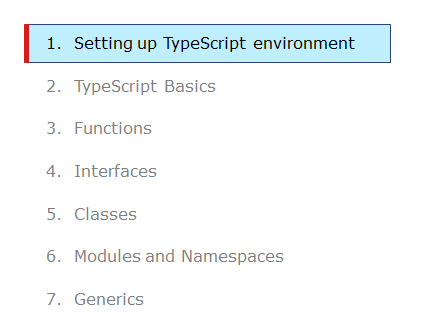 1. Setting up TypeScript environment
2. TypeScript Basics
3. Functions
4. Interfaces
5. Classes
6. Modules and Namespaces
7. Generics